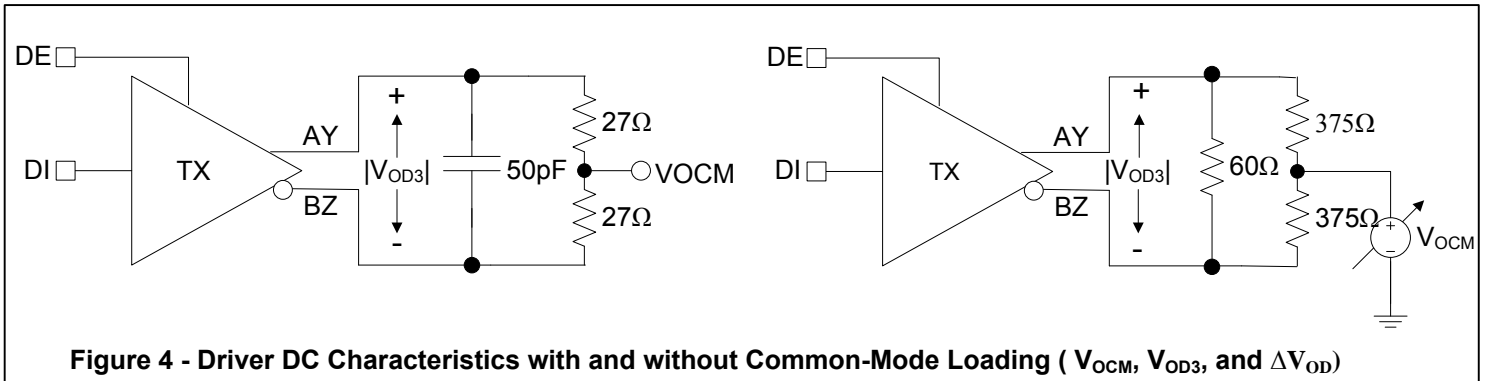 DE
DI
TX
AY
BZ
+
|VOD3|
-
50pF
27Ω
27Ω
VOCM
DE
DI
TX
AY
BZ
+
|VOD3|
-
60Ω
375Ω
375Ω
+
−
VOCM
Figure 4 - Driver DC Characteristics with and without Common-Mode Loading ( VOCM, VOD3, and ΔVOD)